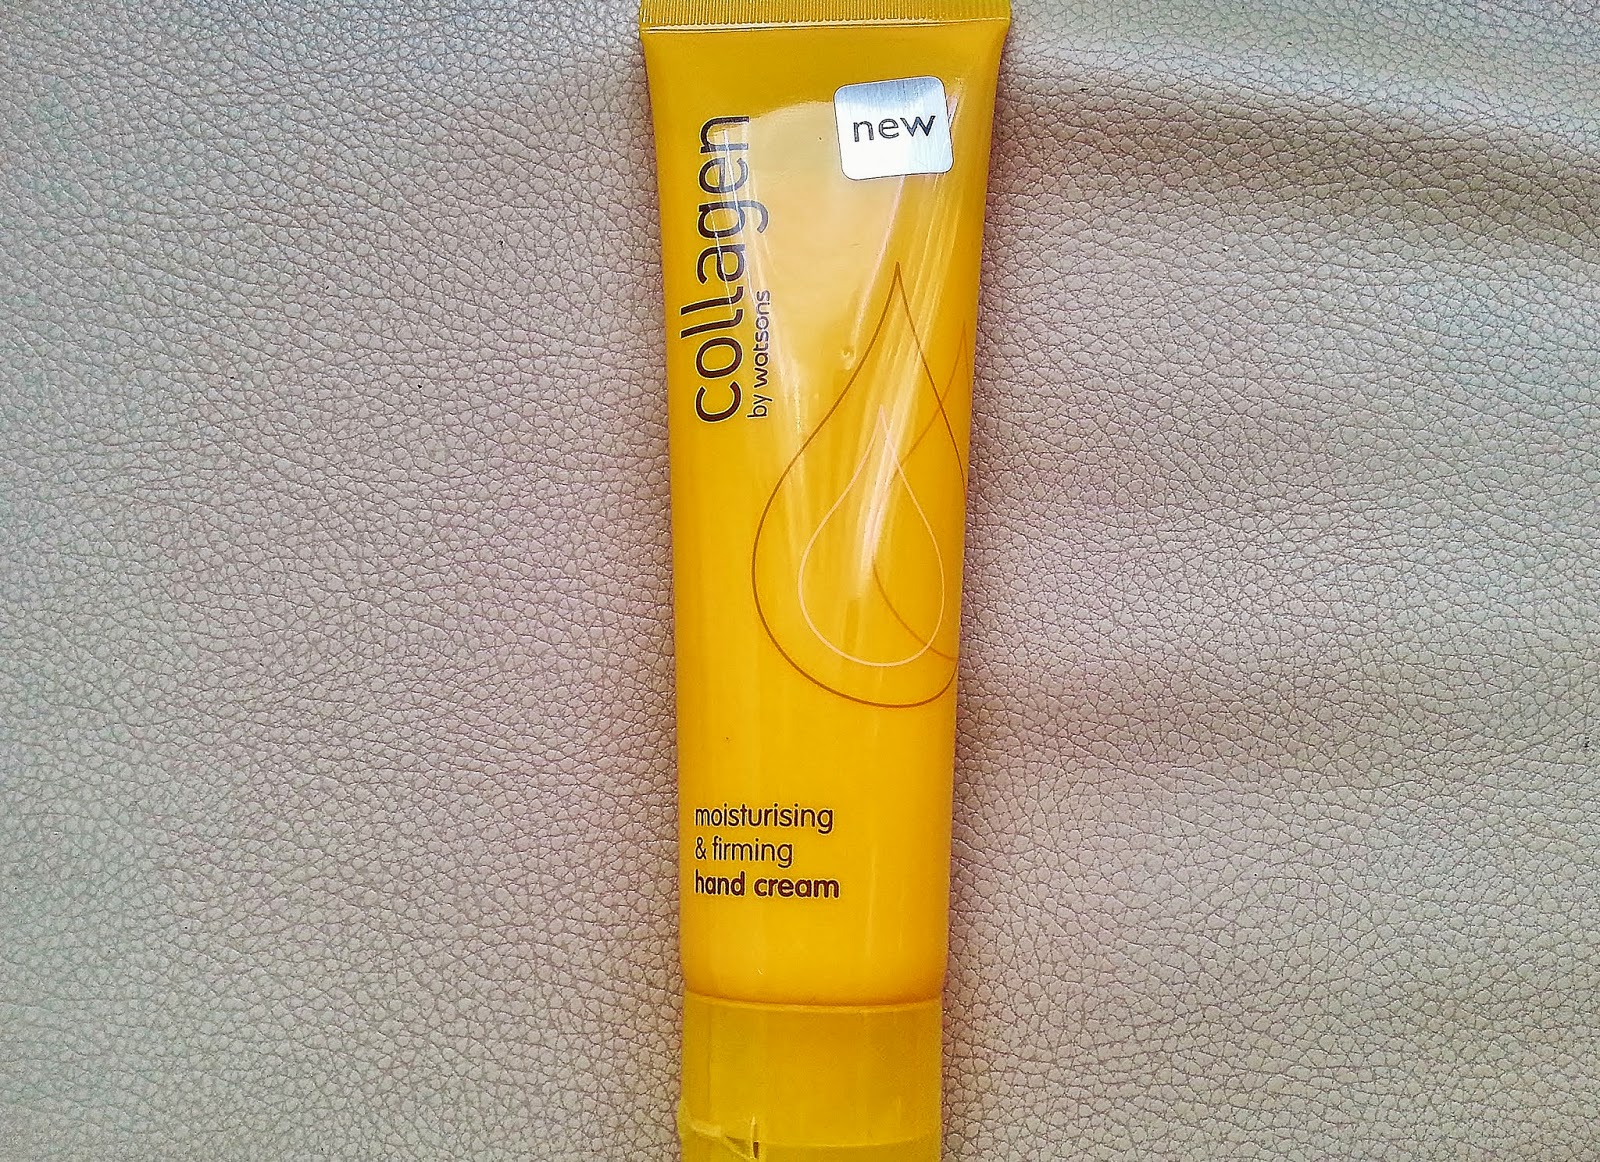 new
collagen
by watsons
moisturising
& firming
hand cream